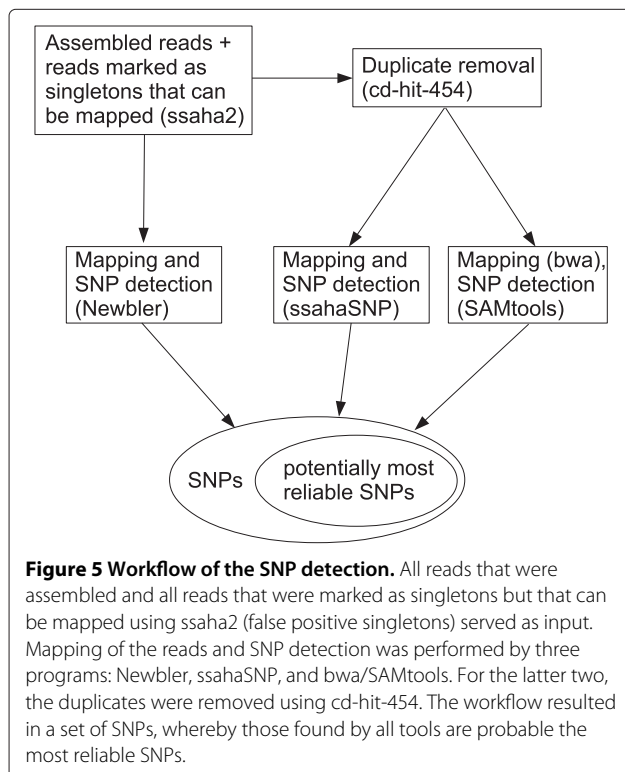 Assembled reads +
reads marked as
singletons that can
be mapped (ssaha2)
Duplicate removal
(cd-hit-454)
Mapping and
SNP detection
(Newbler)
Mapping and
SNP detection
(ssahaSNP)
Mapping (bwa),
SNP detection
(SAMtools)
SNPs
potentially most
reliable SNPs
Figure 5 Workflow of the SNP detection. All reads that were
assembled and all reads that were marked as singletons but that can
be mapped using ssaha2 (false positive singletons) served as input.
Mapping of the reads and SNP detection was performed by three
programs: Newbler, ssahaSNP, and bwa/SAMtools. For the latter two,
the duplicates were removed using cd-hit-454. The workflow resulted
in a set of SNPs, whereby those found by all tools are probable the
most reliable SNPs.